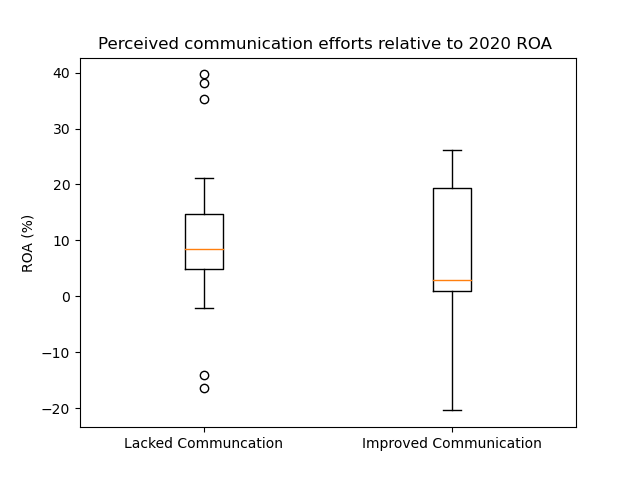 Perceived communication efforts relative to 2020 ROA
40
30
20
10
0
−10
−20
ROA (%)
Lacked Communcation
Improved Communication